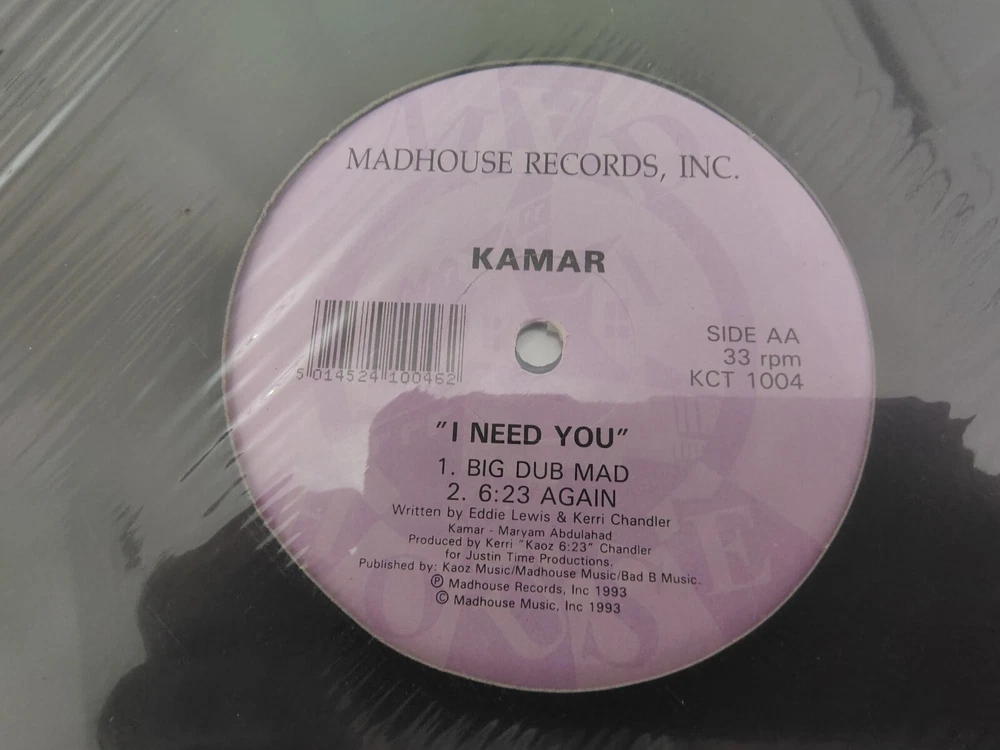 MADHOUSE RECORDS, INC.
KAMAR
5 014524 100462
SIDE AA
33 rpm
KCT 1004
"I NEED YOU"
1. BIG DUB MAD
2. 6:23 AGAIN
Written by Eddie Lewis & Kerri Chandler
Kamar - Maryam Abdulahad
Produced by Kerri "Kaoz 6:23" Chandler
for Justin Time Productions.
Published by: Kaoz Music/Madhouse Music/Bad B Music.
Ⓟ Madhouse Records, Inc 1993
© Madhouse Music, Inc 1993